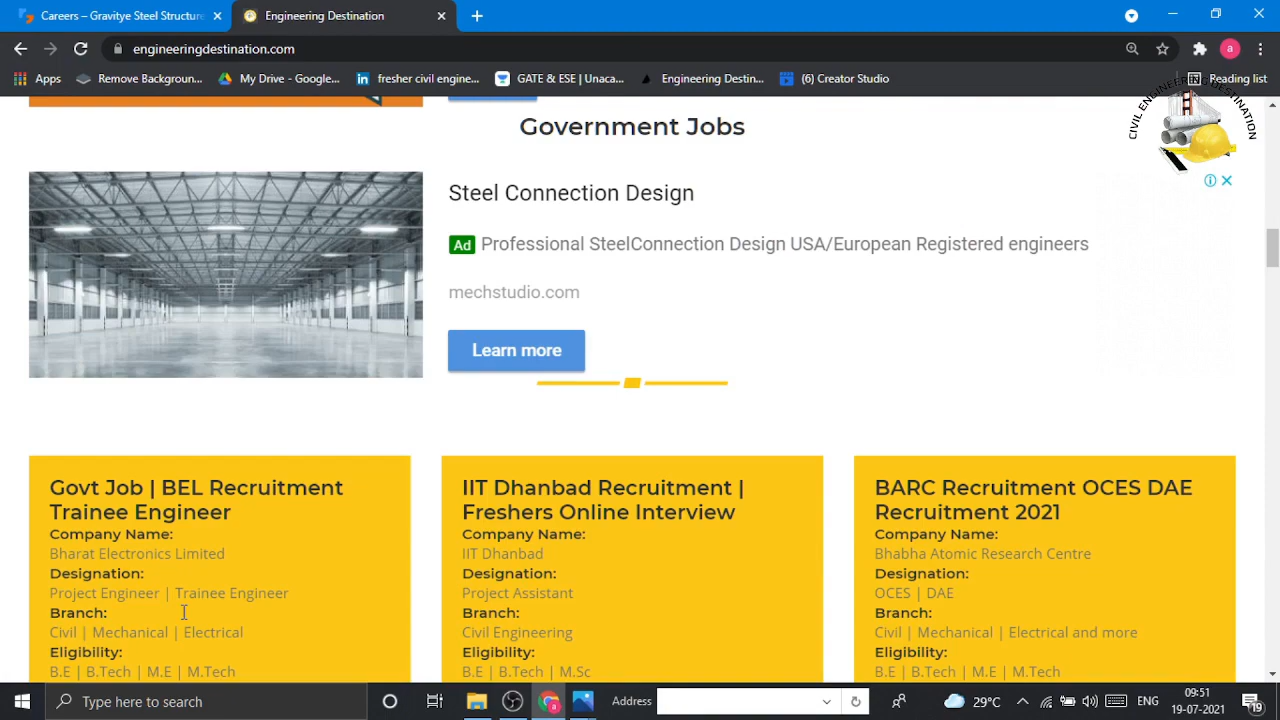 Careers – Gravitye Steel Structure
Engineering Destination
engineeringdestination.com
Apps
Remove Backgroun...
My Drive - Google...
fresher civil engine...
GATE & ESE | Unaca...
Engineering Destin...
(6) Creator Studio
Reading list
CIVIL ENGINEERING DESTINATION
Government Jobs
Steel Connection Design
Ad Professional SteelConnection Design USA/European Registered engineers
mechstudio.com
Learn more
Govt Job | BEL Recruitment
Trainee Engineer
Company Name:
Bharat Electronics Limited
Designation:
Project Engineer | Trainee Engineer
Branch:
Civil | Mechanical | Electrical
Eligibility:
B.E | B.Tech | M.E | M.Tech
IIT Dhanbad Recruitment |
Freshers Online Interview
Company Name:
IIT Dhanbad
Designation:
Project Assistant
Branch:
Civil Engineering
Eligibility:
B.E | B.Tech | M.Sc
BARC Recruitment OCES DAE
Recruitment 2021
Company Name:
Bhabha Atomic Research Centre
Designation:
OCES | DAE
Branch:
Civil | Mechanical | Electrical and more
Eligibility:
B.E | B.Tech | M.E | M.Tech
Type here to search
Address
29°C
ENG
09:51
19-07-2021
19